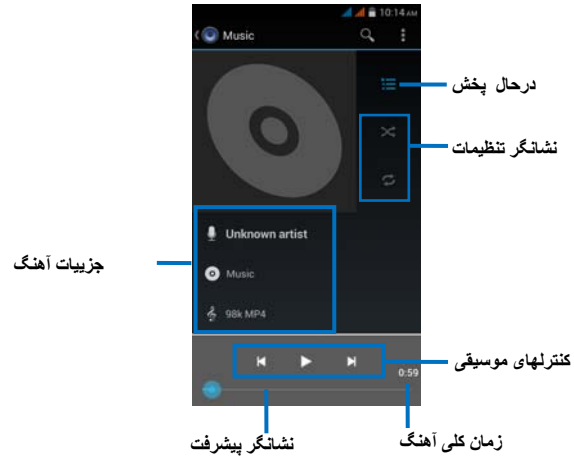 10:14 AM
Music
درحال پخش
نشانگر تنظیمات
Unknown artist
جزییات آهنگ
Music
98k MP4
کنترلهای موسیقی
0:59
زمان کلی آهنگ
نشانگر پیشرفت